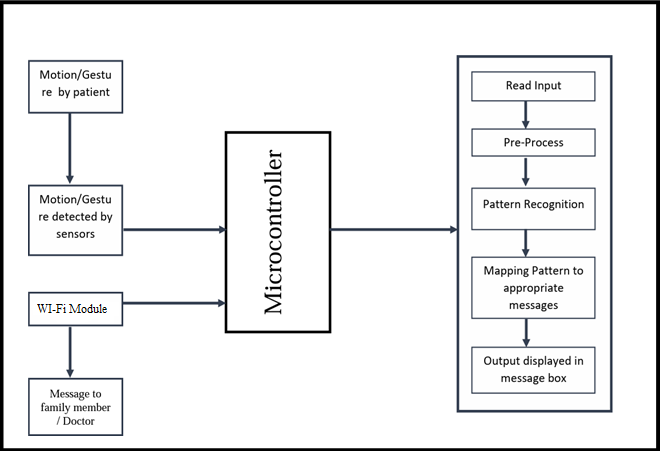 Motion/Gestu
re by patient
Motion/Gestu
re detected by
sensors
WI-Fi Module
Message to
family member
/ Doctor
Microcontroller
Read Input
Pre-Process
Pattern Recognition
Mapping Pattern to
appropriate
messages
Output displayed in
message box